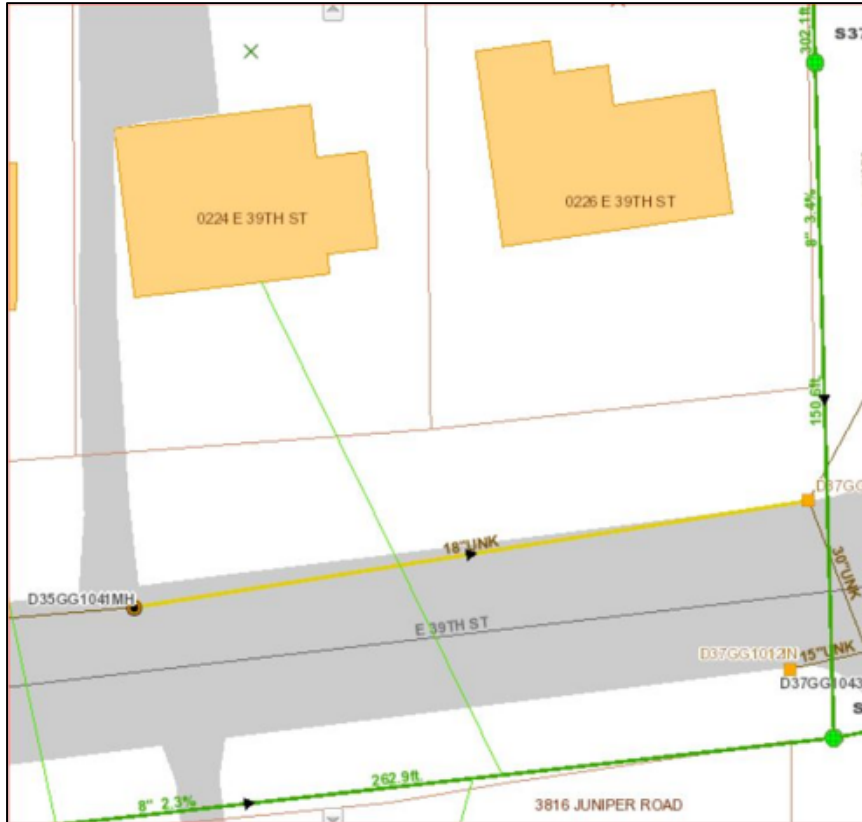 302.1ft.
S37
0224 E 39TH ST
0226 E 39TH ST
8" 3.4%
150.6ft.
D37GG
18"UNK
30"UNK
D35GG1041MH
E 39TH ST
D37GG1012IN
15"UNK
D37GG1043
S
262.9ft.
8" 2.3%
3816 JUNIPER ROAD